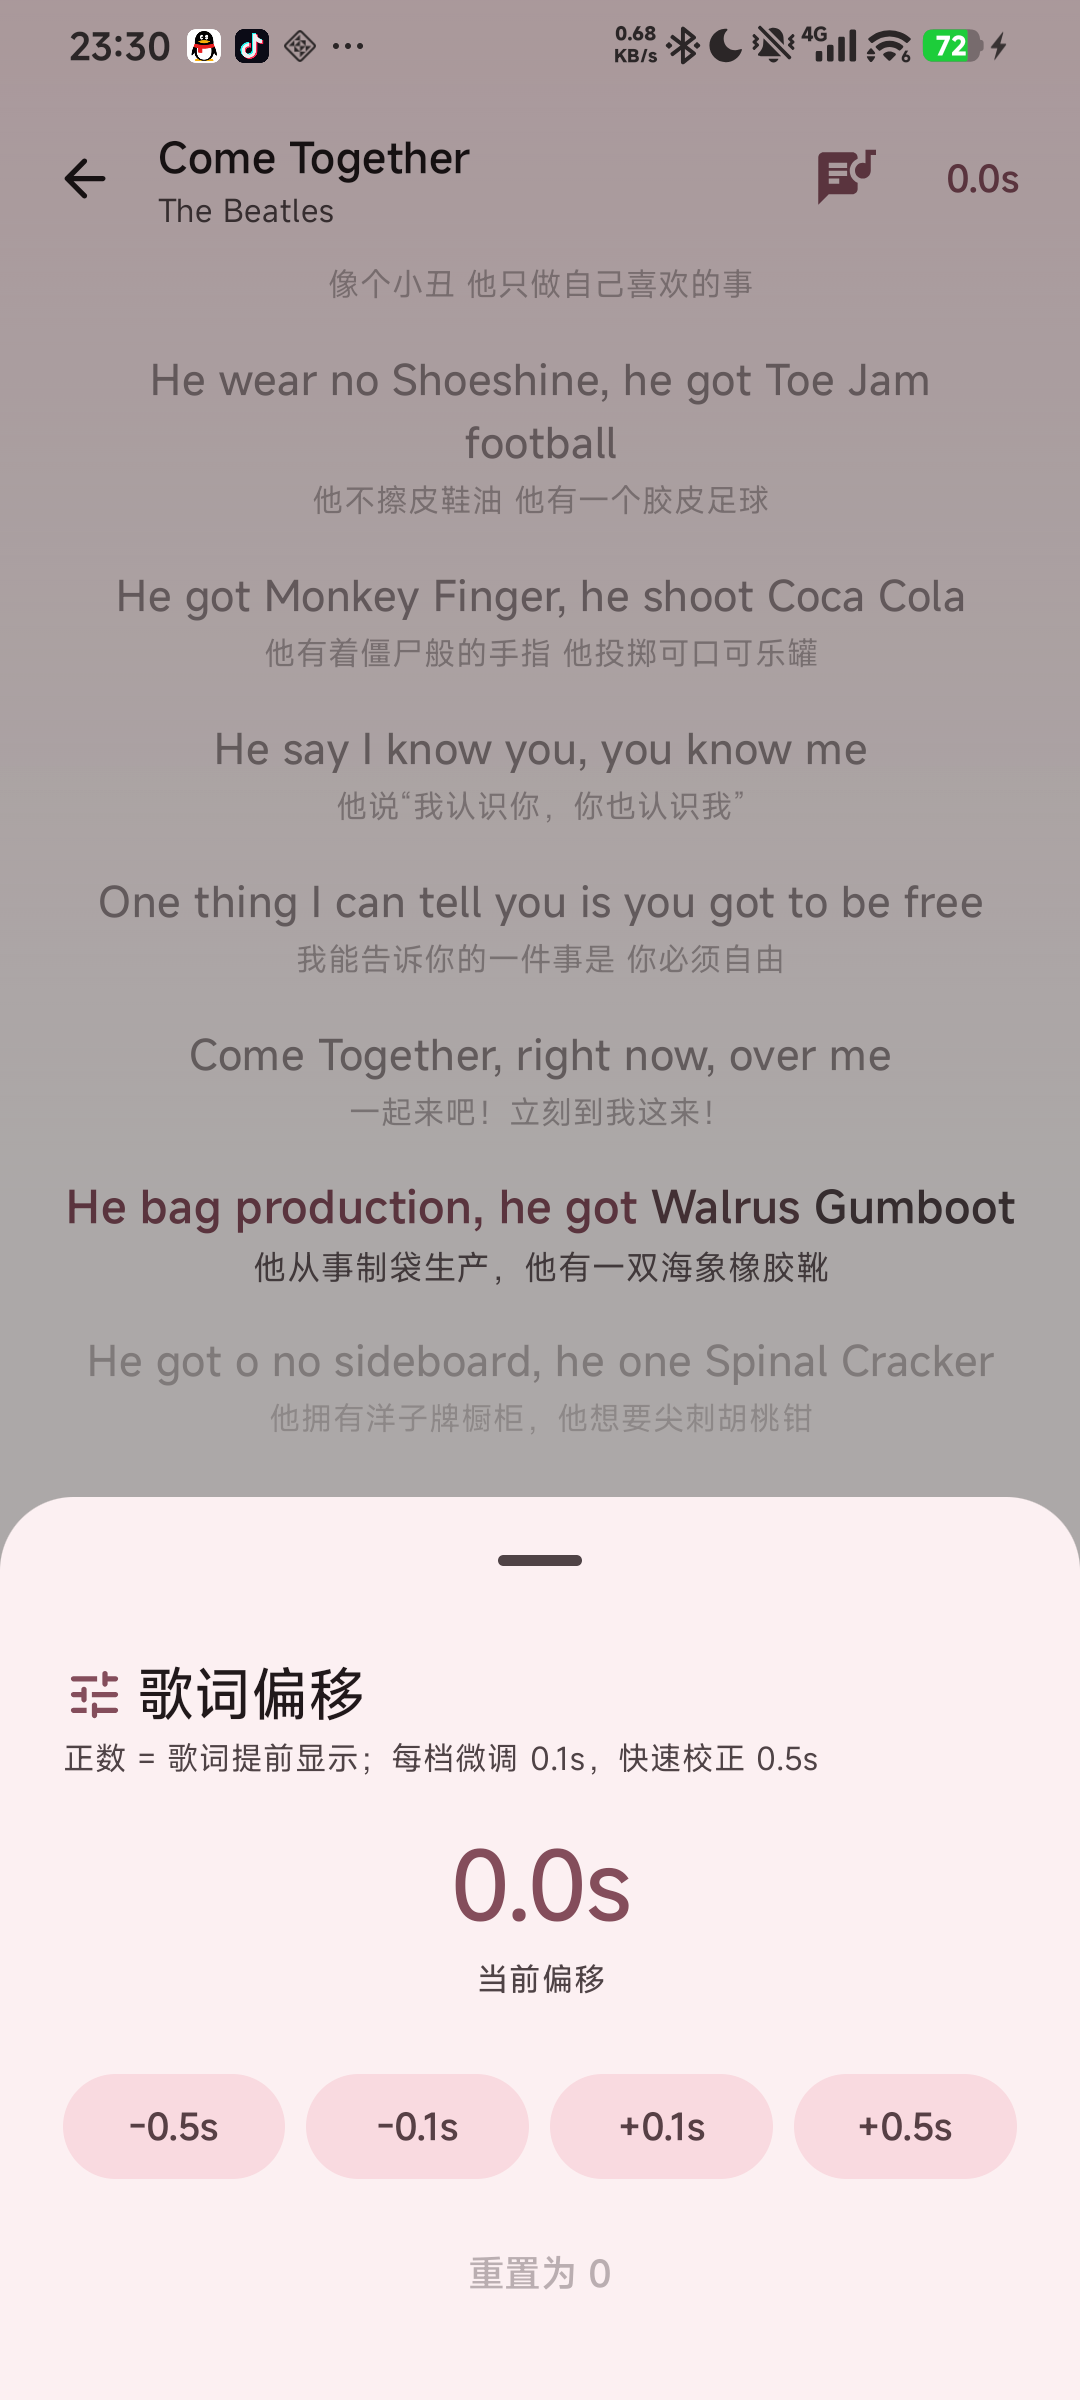 23:30
0.68
KB/s
4G
6
72
Come Together
The Beatles
0.0s
像个小丑 他只做自己喜欢的事
He wear no Shoeshine, he got Toe Jam
football
他不擦皮鞋油 他有一个胶皮足球
He got Monkey Finger, he shoot Coca Cola
他有着僵尸般的手指 他投掷可口可乐罐
He say I know you, you know me
他说“我认识你，你也认识我”
One thing I can tell you is you got to be free
我能告诉你的一件事是 你必须自由
Come Together, right now, over me
一起来吧！立刻到我这来！
He bag production, he got Walrus Gumboot
他从事制袋生产，他有一双海象橡胶靴
He got o no sideboard, he one Spinal Cracker
他拥有洋子牌橱柜，他想要尖刺胡桃钳
歌词偏移
正数 = 歌词提前显示；每档微调 0.1s，快速校正 0.5s
0.0s
当前偏移
-0.5s
-0.1s
+0.1s
+0.5s
重置为 0